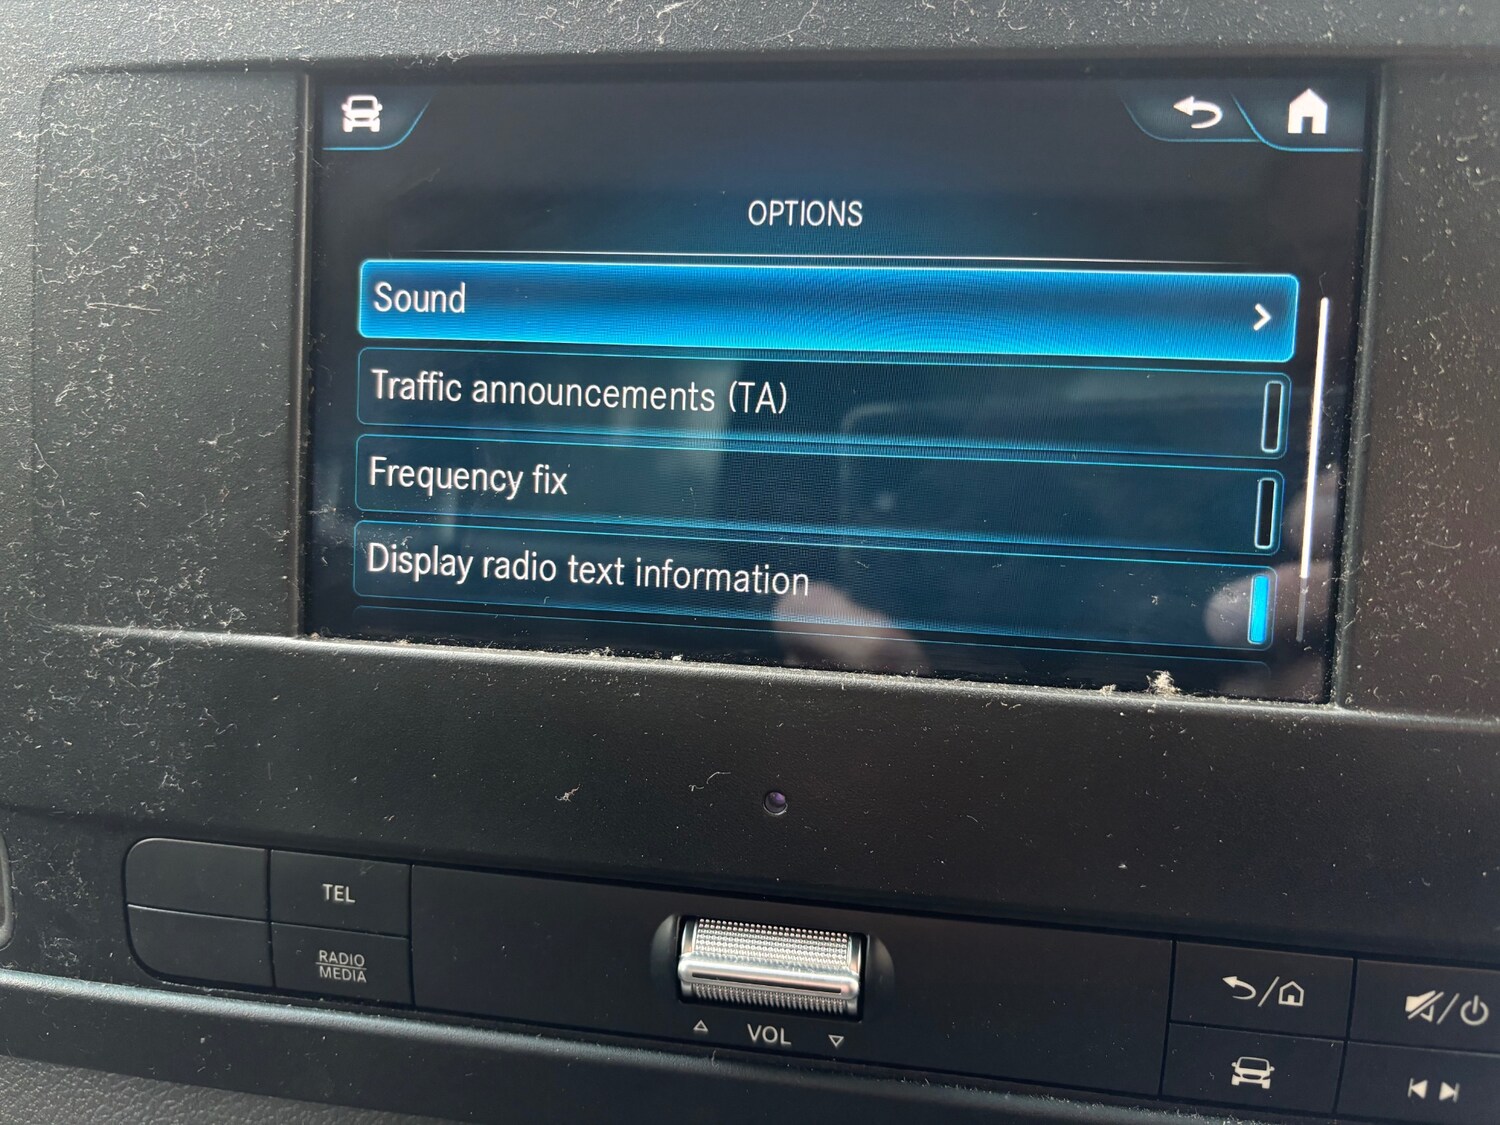 OPTIONS
Sound
Traffic announcements (TA)
Frequency fix
Display radio text information
TEL
RADIO
MEDIA
VOL